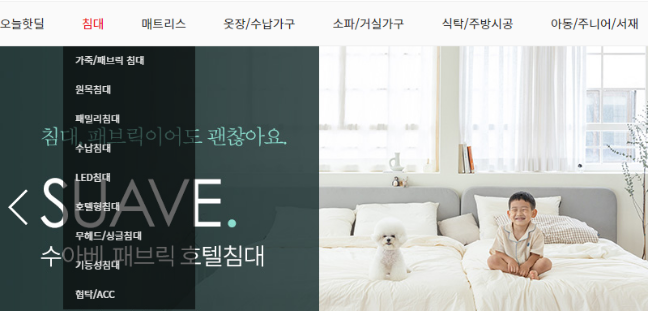 오늘핫딜 침대 매트리스 옷장/수납가구 소파/거실가구 식탁/주방시공 아동/주니어/서재
가죽/패브릭 침대
원목침대
패밀리침대
침대, 패브릭이어도 괜찮아요.
수납침대
LED침대
SUAVE.
호텔형침대
무헤드/싱글침대
수아베 패브릭 호텔침대
기능성침대
협탁/ACC